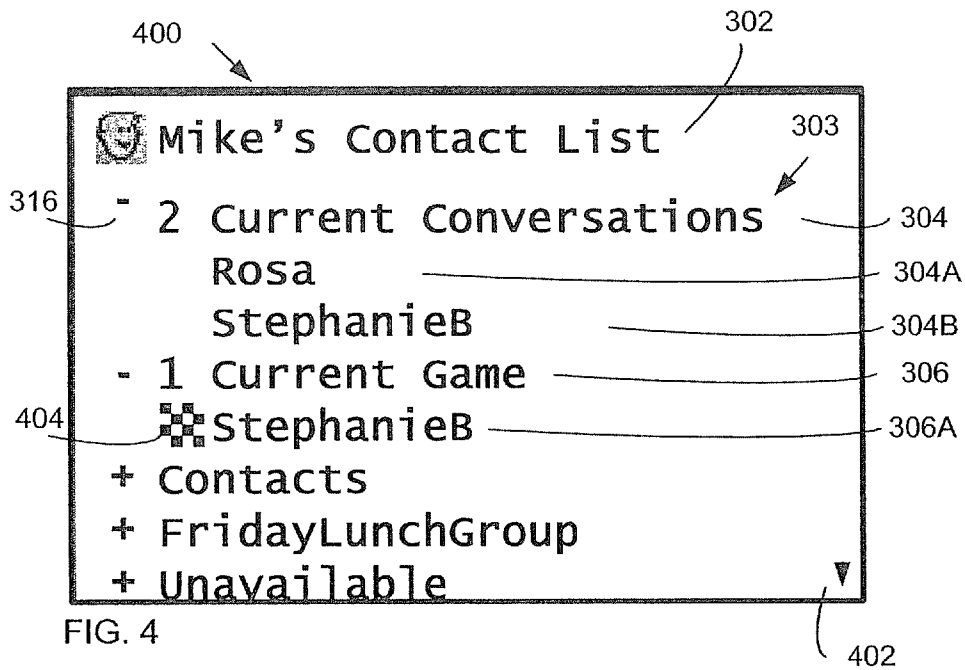 302
400
Mike's Contact List
303
316
- 2 Current Conversations
304
Rosa
304A
StephanieB
304B
- 1 Current Game
306
404
StephanieB
306A
+ Contacts
+ FridayLunchGroup
+ Unavailable
FIG. 4
402